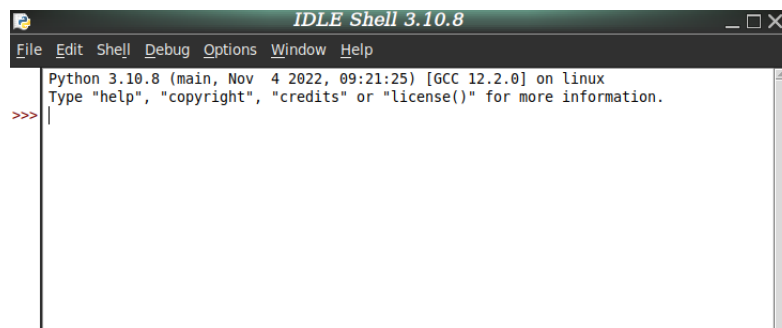 IDLE Shell 3.10.8
File Edit Shell Debug Options Window Help
Python 3.10.8 (main, Nov  4 2022, 09:21:25) [GCC 12.2.0] on linux
Type "help", "copyright", "credits" or "license()" for more information.
>>>